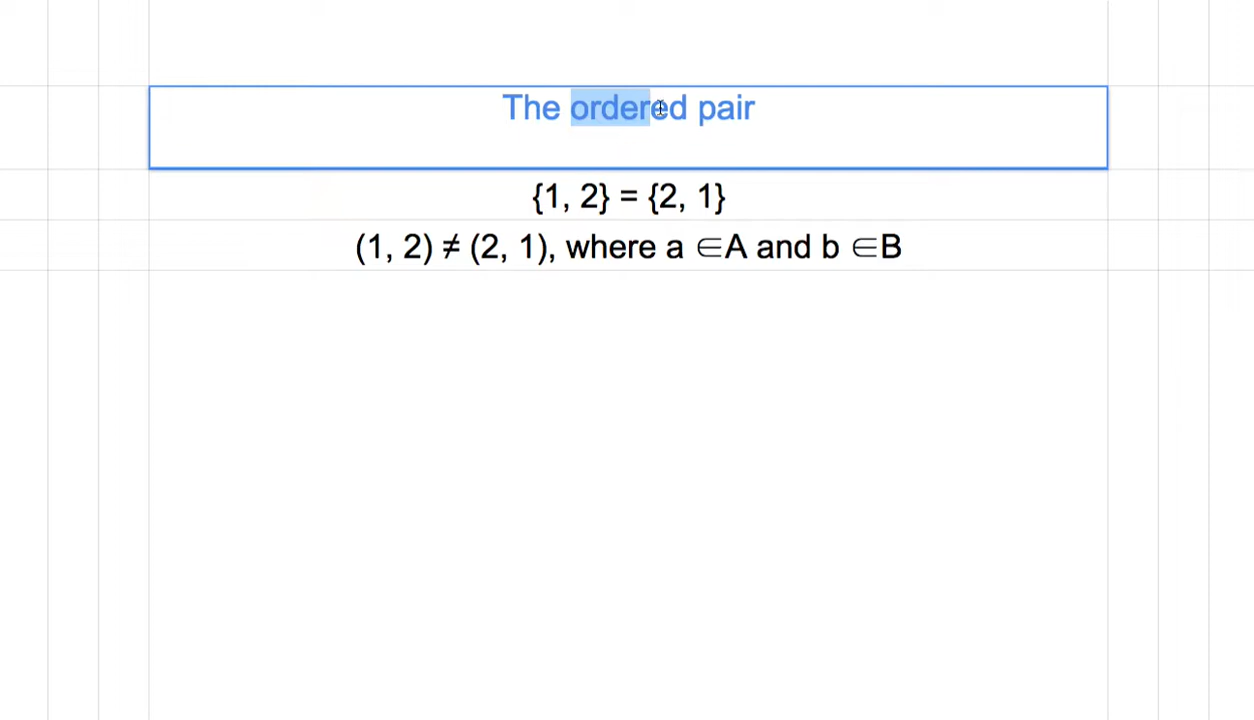 The ordered pair
{1, 2} = {2, 1}
(1, 2) ≠ (2, 1), where a ∈A and b ∈B